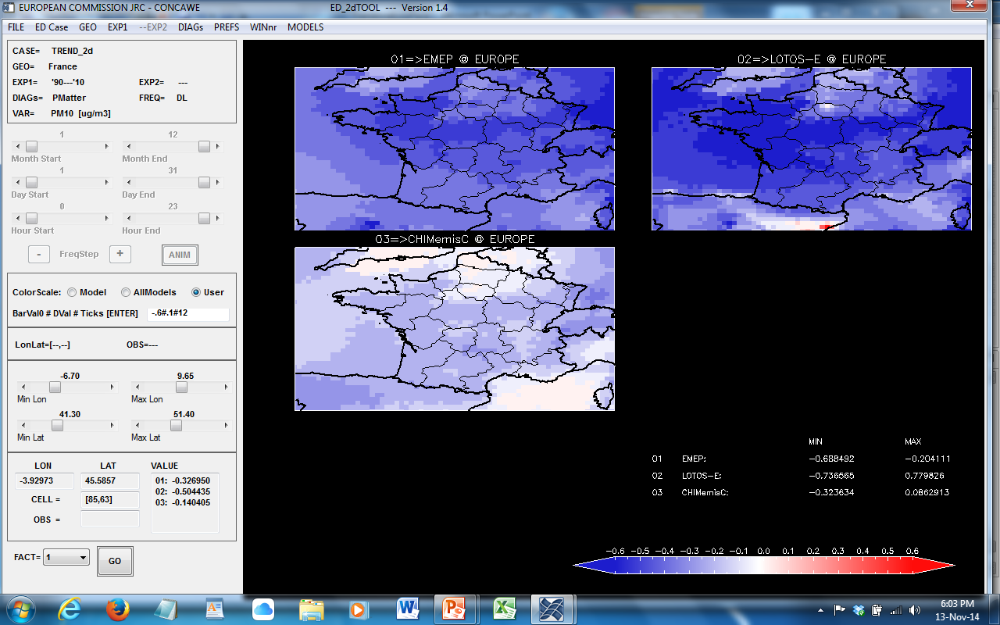 EUROPEAN COMMISSION JRC - CONCAWE ED_2dTOOL --- Version 1.4
FILE ED Case GEO EXP1 --EXP2 DIAGs PREFS WINnr MODELS
CASE= TREND_2d
GEO= France
EXP1= '90---'10 EXP2= ---
DIAGs= PMatter FREQ= DL
VAR= PM10 [ug/m3]
1 12
Month Start Month End
1 31
Day Start Day End
0 23
Hour Start Hour End
- FreqStep + ANIM
ColorScale: Model AllModels User
BarVal0 # DVal # Ticks [ENTER] -.6#.1#12
LonLat=[--,--] OBS=---
-6.70 9.65
Min Lon Max Lon
41.30 51.40
Min Lat Max Lat
LON LAT VALUE
-3.92973 45.5857 01: -0.326950
02: -0.504435
CELL = [85,63] 03: -0.140405
OBS =
FACT= 1 GO
01=>EMEP @ EUROPE
02=>LOTOS-E @ EUROPE
03=>CHIMemisC @ EUROPE
MIN MAX
01 EMEP: -0.688492 -0.204111
02 LOTOS-E: -0.736565 0.779826
03 CHIMemisC: -0.323634 0.0862913
-0.6 -0.5 -0.4 -0.3 -0.2 -0.1 0.0 0.1 0.2 0.3 0.4 0.5 0.6
6:03 PM
13-Nov-14